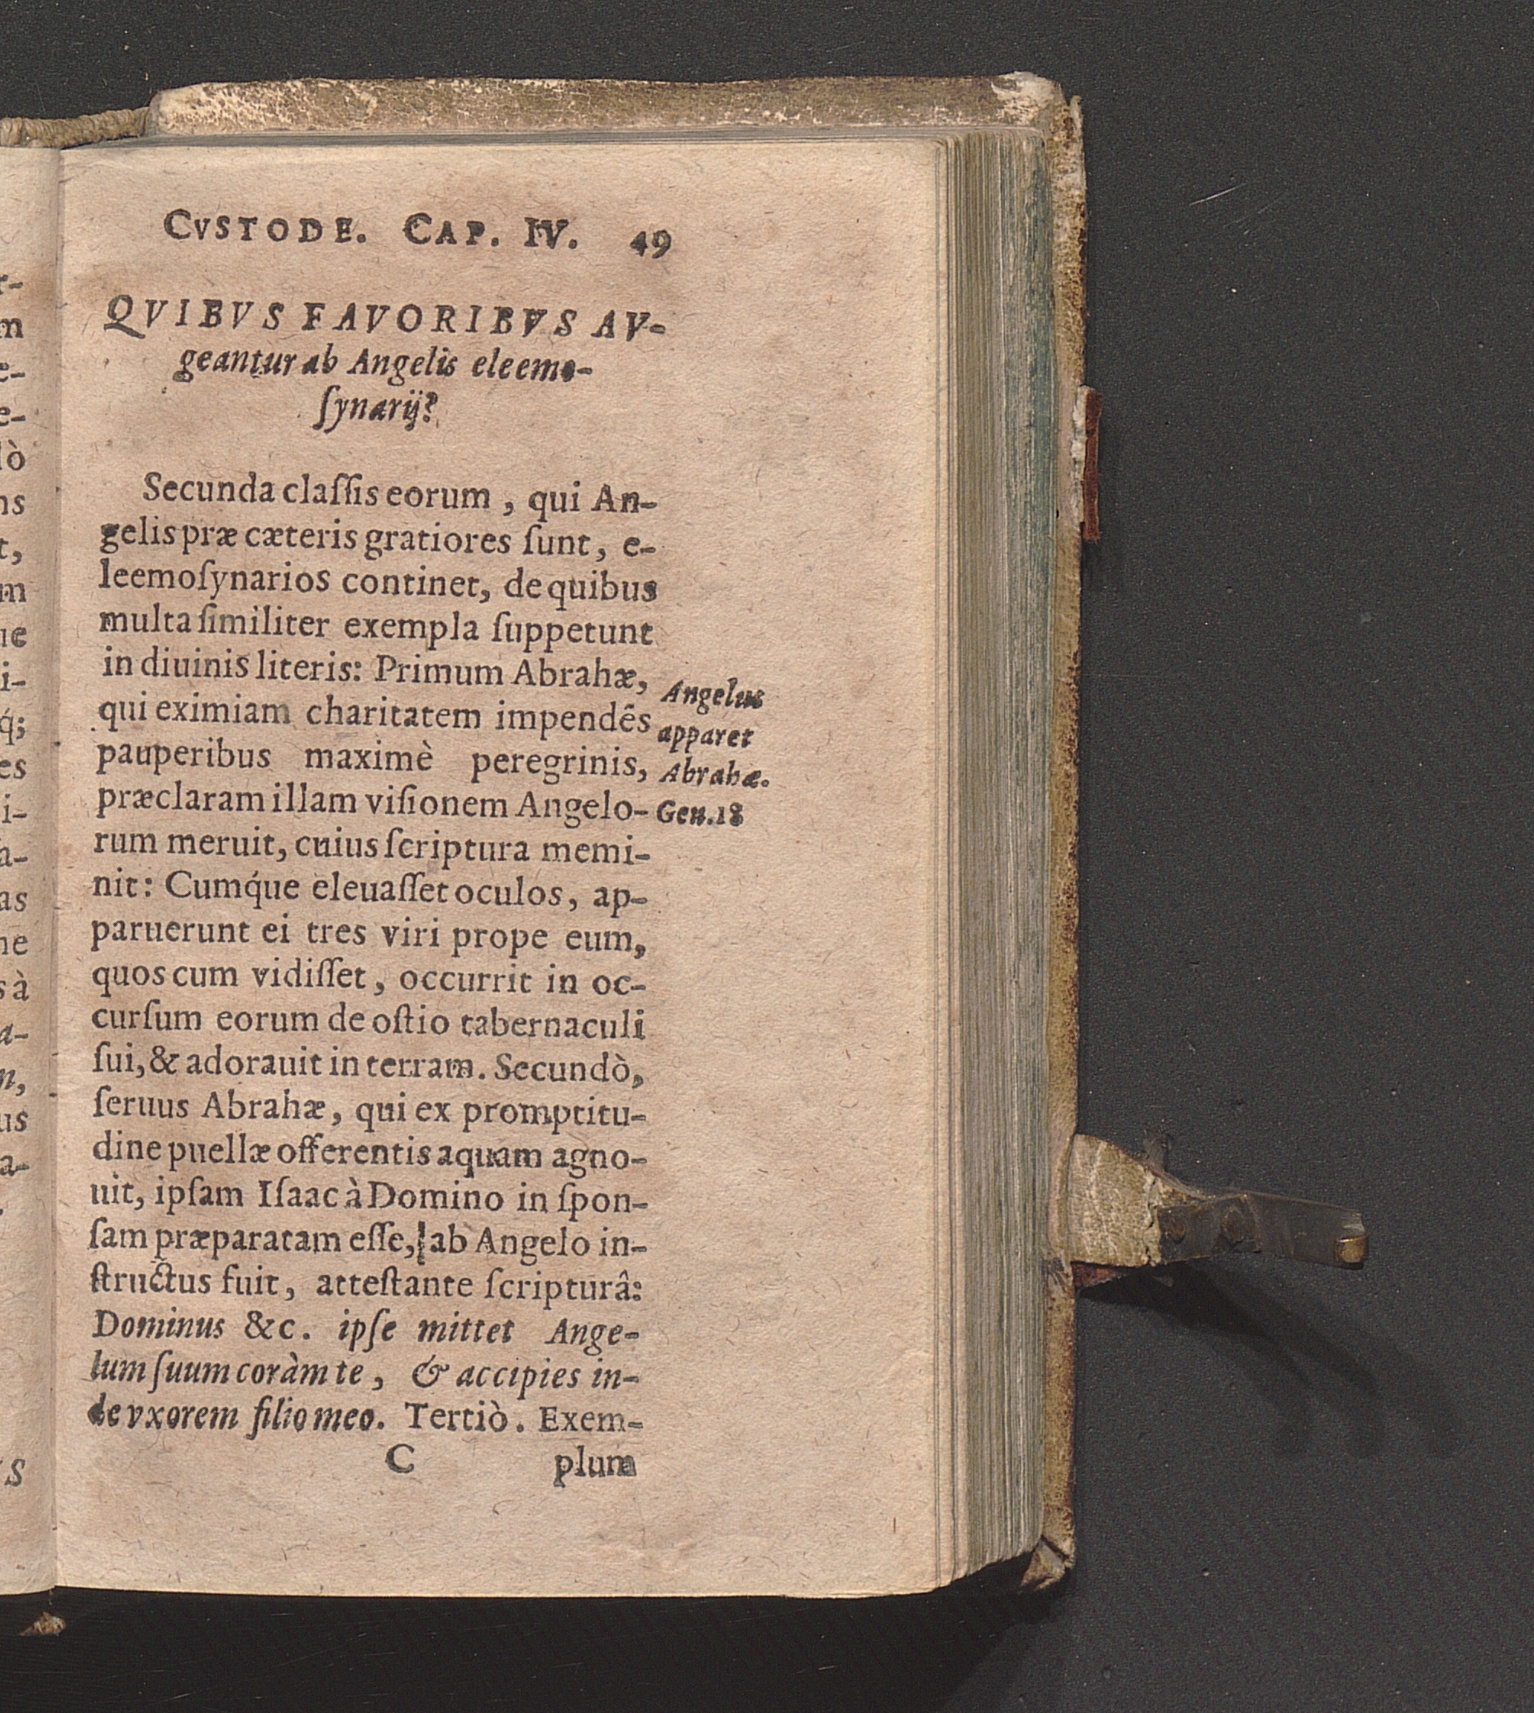 CVSTODE. CAP. IV. 49
QVIBVS FAVORIBVS AV-
geantur ab Angelis eleemo-
ſynarij?
Secunda claſſis eorum, qui An-
gelis præ cæteris gratiores ſunt, e-
leemoſynarios continet, de quibus
multa ſimiliter exempla ſuppetunt
in diuinis literis: Primum Abrahæ,
qui eximiam charitatem impendẽs
pauperibus maximè peregrinis,
præclaram illam viſionem Angelo-
rum meruit, cuius ſcriptura memi-
nit: Cumq́ue eleuaſſet oculos, ap-
paruerunt ei tres viri prope eum,
quos cum vidiſſet, occurrit in oc-
curſum eorum de oſtio tabernaculi
ſui, & adorauit in terram. Secundò,
ſeruus Abrahæ, qui ex promptitu-
dine puellæ offerentis aquam agno-
uit, ipſam Iſaac à Domino in ſpon-
ſam præparatam eſſe, ab Angelo in-
ſtructus fuit, atteſtante ſcripturâ:
Dominus &c. ipſe mittet Ange-
lum ſuum coràm te, & accipies in-
de vxorem filio meo. Tertiò. Exem-
C plum
Angelus
apparet
Abrahæ.
Gen. 18